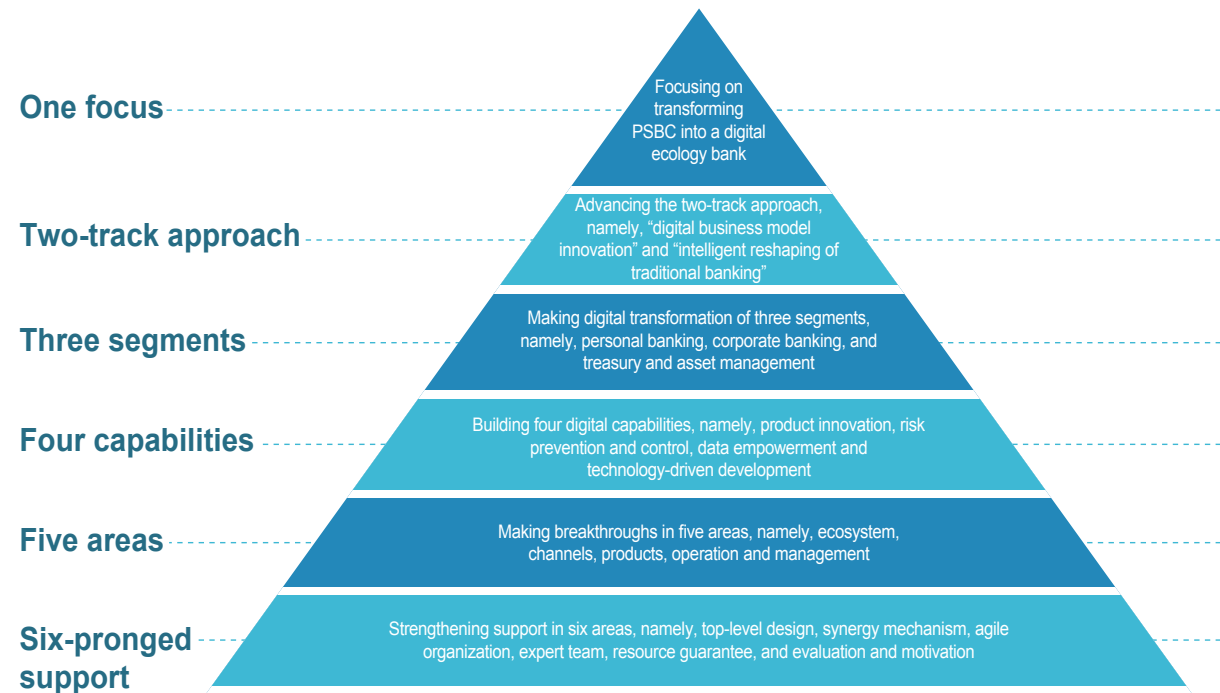 One focus
Focusing on
transforming
PSBC into a digital
ecology bank
Two-track approach
Advancing the two-track approach,
namely, “digital business model
innovation” and “intelligent reshaping of
traditional banking”
Three segments
Making digital transformation of three segments,
namely, personal banking, corporate banking, and
treasury and asset management
Four capabilities
Building four digital capabilities, namely, product innovation, risk
prevention and control, data empowerment and
technology-driven development
Five areas
Making breakthroughs in five areas, namely, ecosystem,
channels, products, operation and management
Six-pronged
support
Strengthening support in six areas, namely, top-level design, synergy mechanism, agile
organization, expert team, resource guarantee, and evaluation and motivation